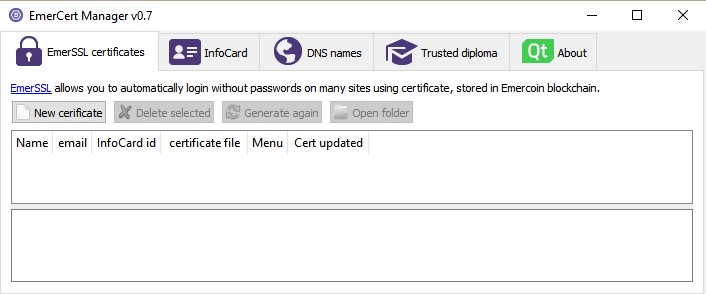 EmerCert Manager v0.7
EmerSSL certificates InfoCard DNS names Trusted diploma Qt About
EmerSSL allows you to automatically login without passwords on many sites using certificate, stored in Emercoin blockchain.
New cerificate Delete selected Generate again Open folder
Name email InfoCard id certificate file Menu Cert updated